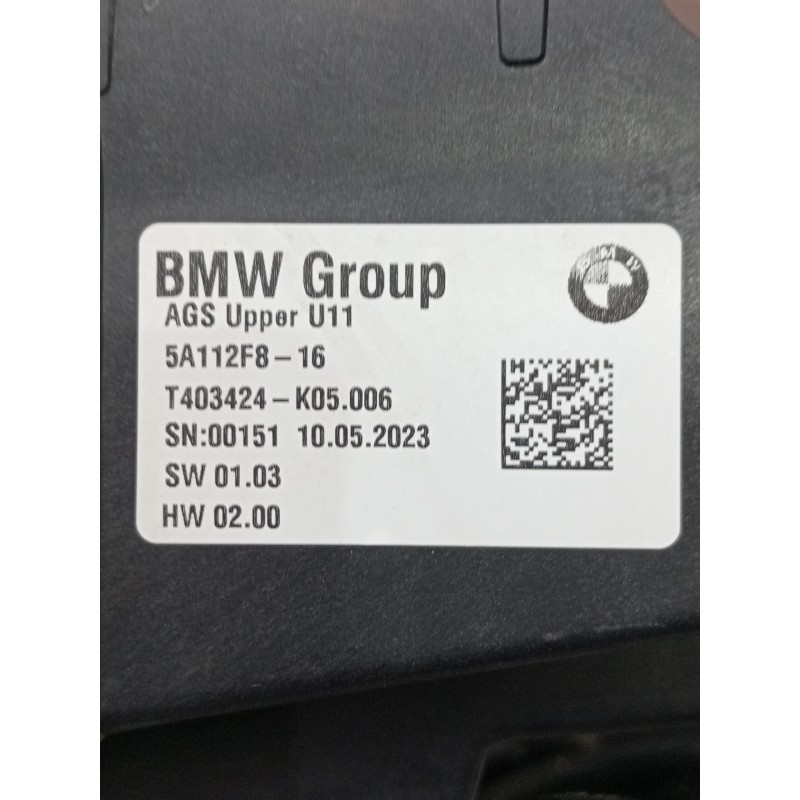 BMW Group
AGS Upper U11
5A112F8-16
T403424-K05.006
SN:00151 10.05.2023
SW 01.03
HW 02.00